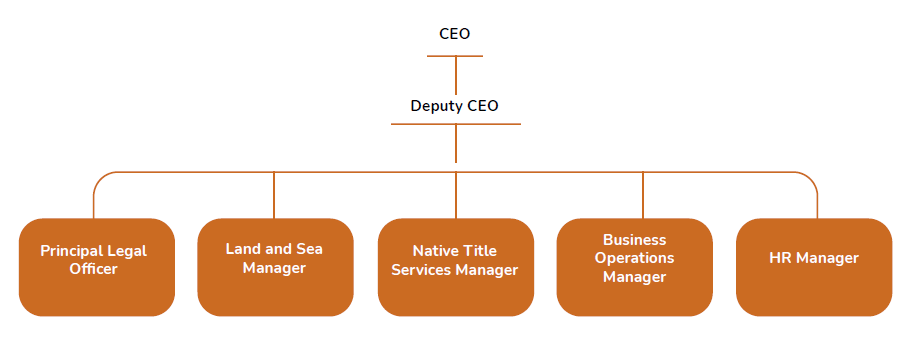 CEO
Deputy CEO
Principal Legal
Officer
Land and Sea
Manager
Native Title
Services Manager
Business
Operations
Manager
HR Manager